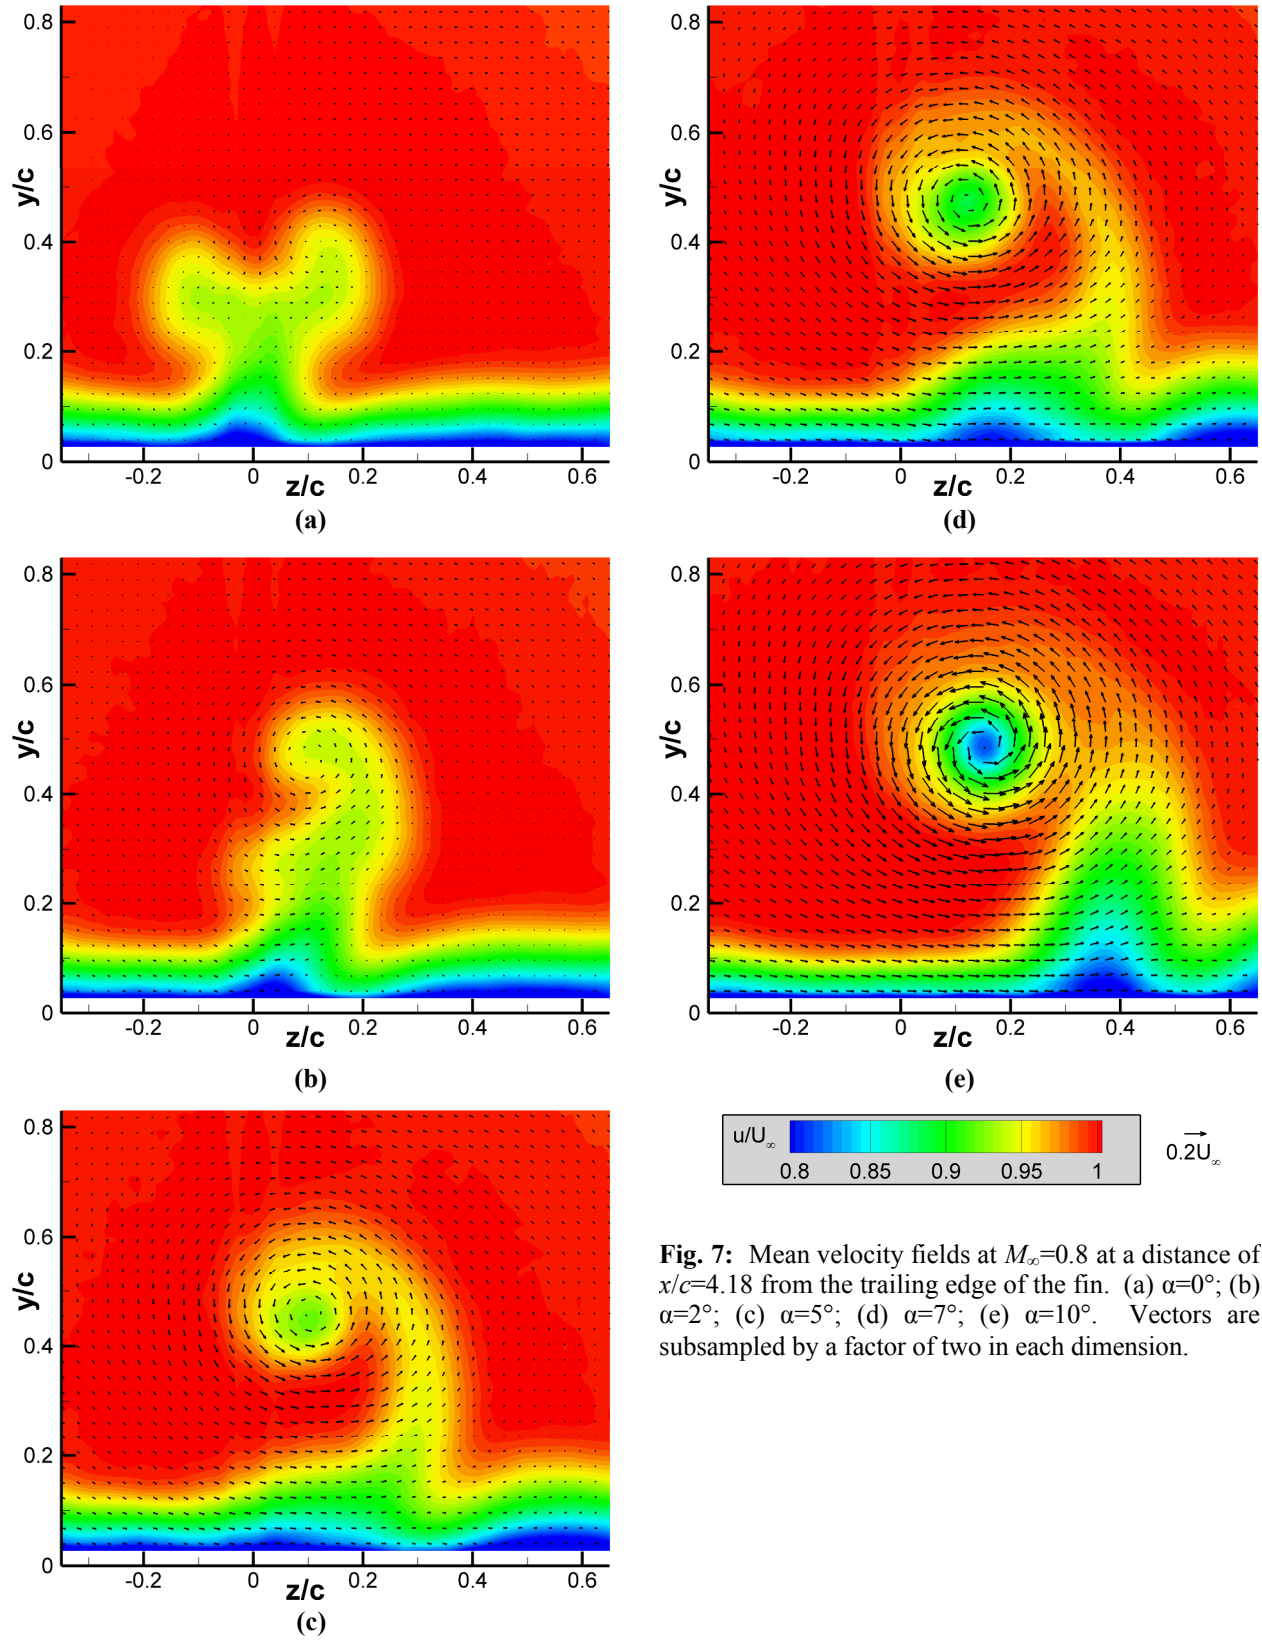 0.8
0.6
y/c
0.4
0.2
0
-0.2
0
0.2
0.4
0.6
z/c
(a)
0.8
0.6
y/c
0.4
0.2
0
-0.2
0
0.2
0.4
0.6
z/c
(b)
0.8
0.6
y/c
0.4
0.2
0
-0.2
0
0.2
0.4
0.6
z/c
(c)
0.8
0.6
y/c
0.4
0.2
0
-0.2
0
0.2
0.4
0.6
z/c
(d)
0.8
0.6
y/c
0.4
0.2
0
-0.2
0
0.2
0.4
0.6
z/c
(e)
u/U∞
0.8 0.85 0.9 0.95 1
0.2U∞
Fig. 7: Mean velocity fields at M∞=0.8 at a distance of
x/c=4.18 from the trailing edge of the fin. (a) α=0°; (b)
α=2°; (c) α=5°; (d) α=7°; (e) α=10°. Vectors are
subsampled by a factor of two in each dimension.